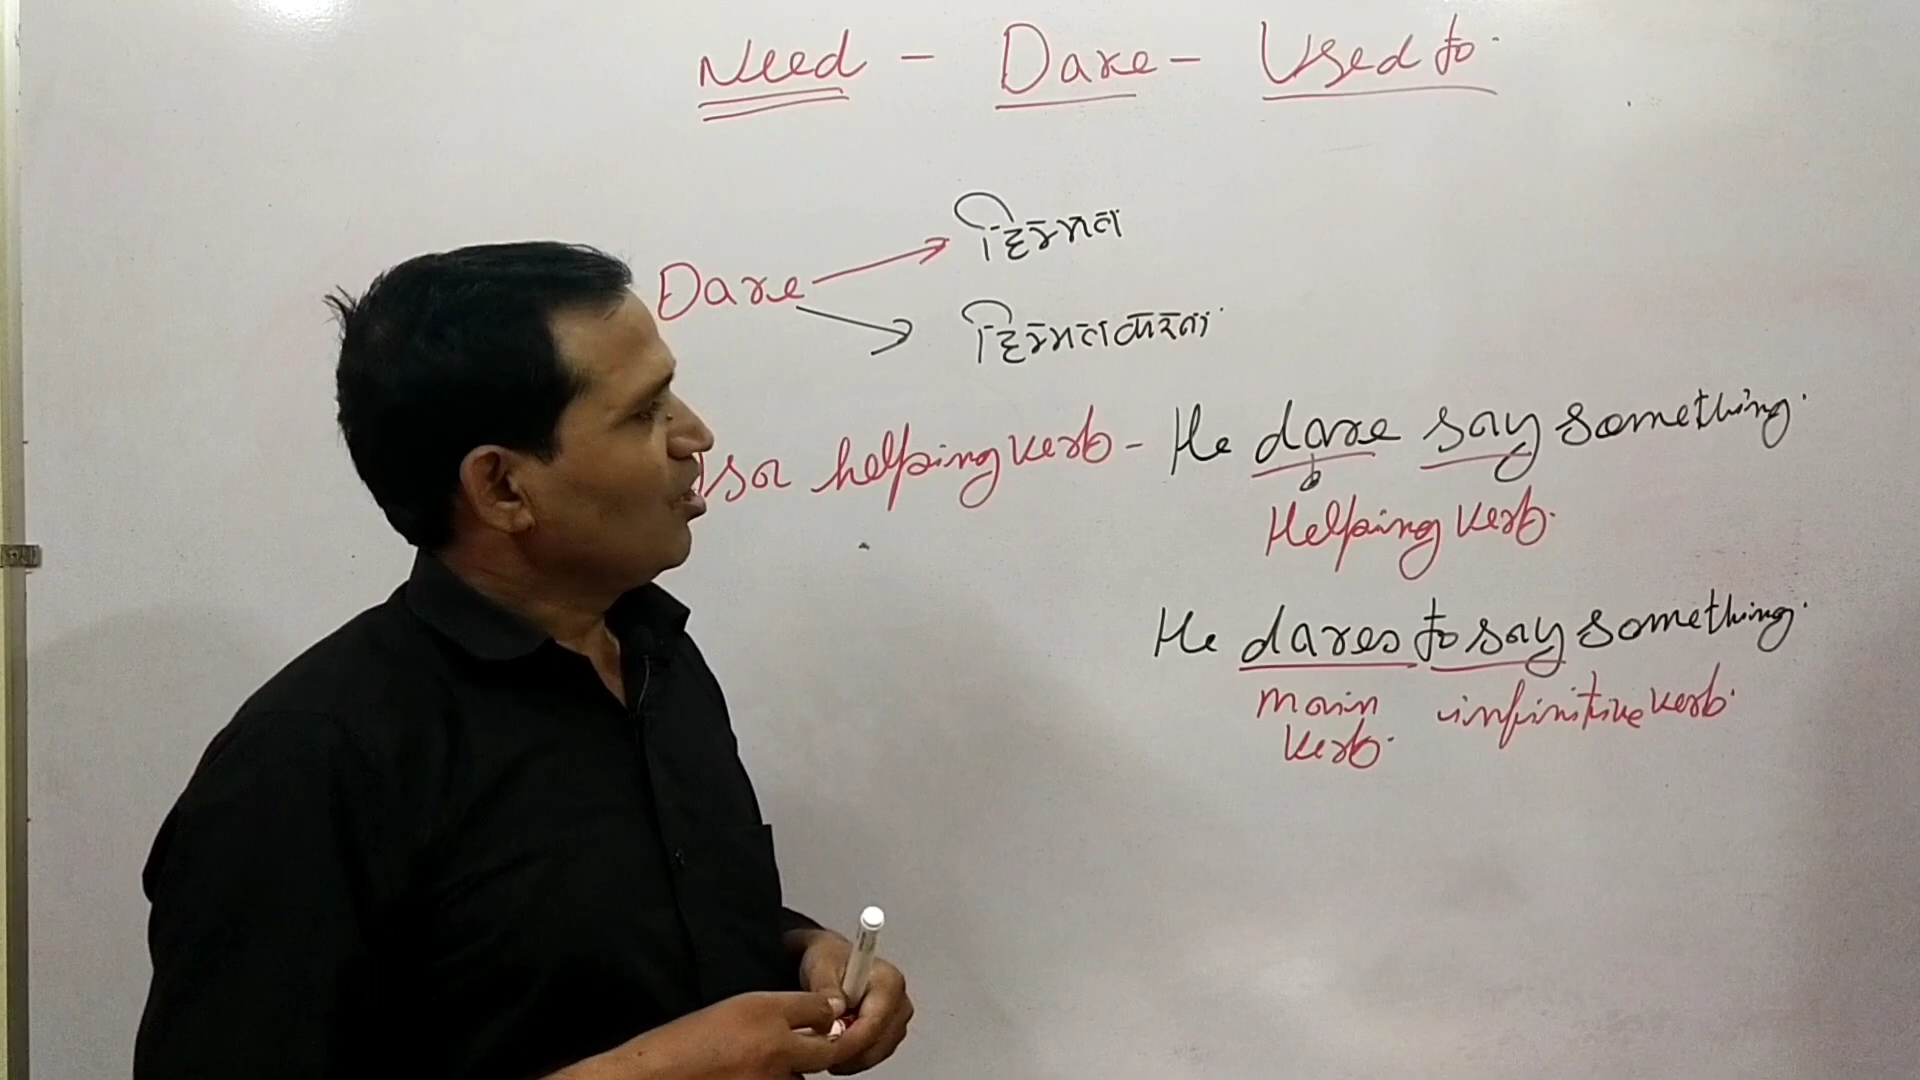 Need - Dare - Used to.
Dare
हिम्मत
हिम्मत करना.
helping verb - He dare say something.
Helping verb.
He dares to say something.
main infinitive verb.
verb.